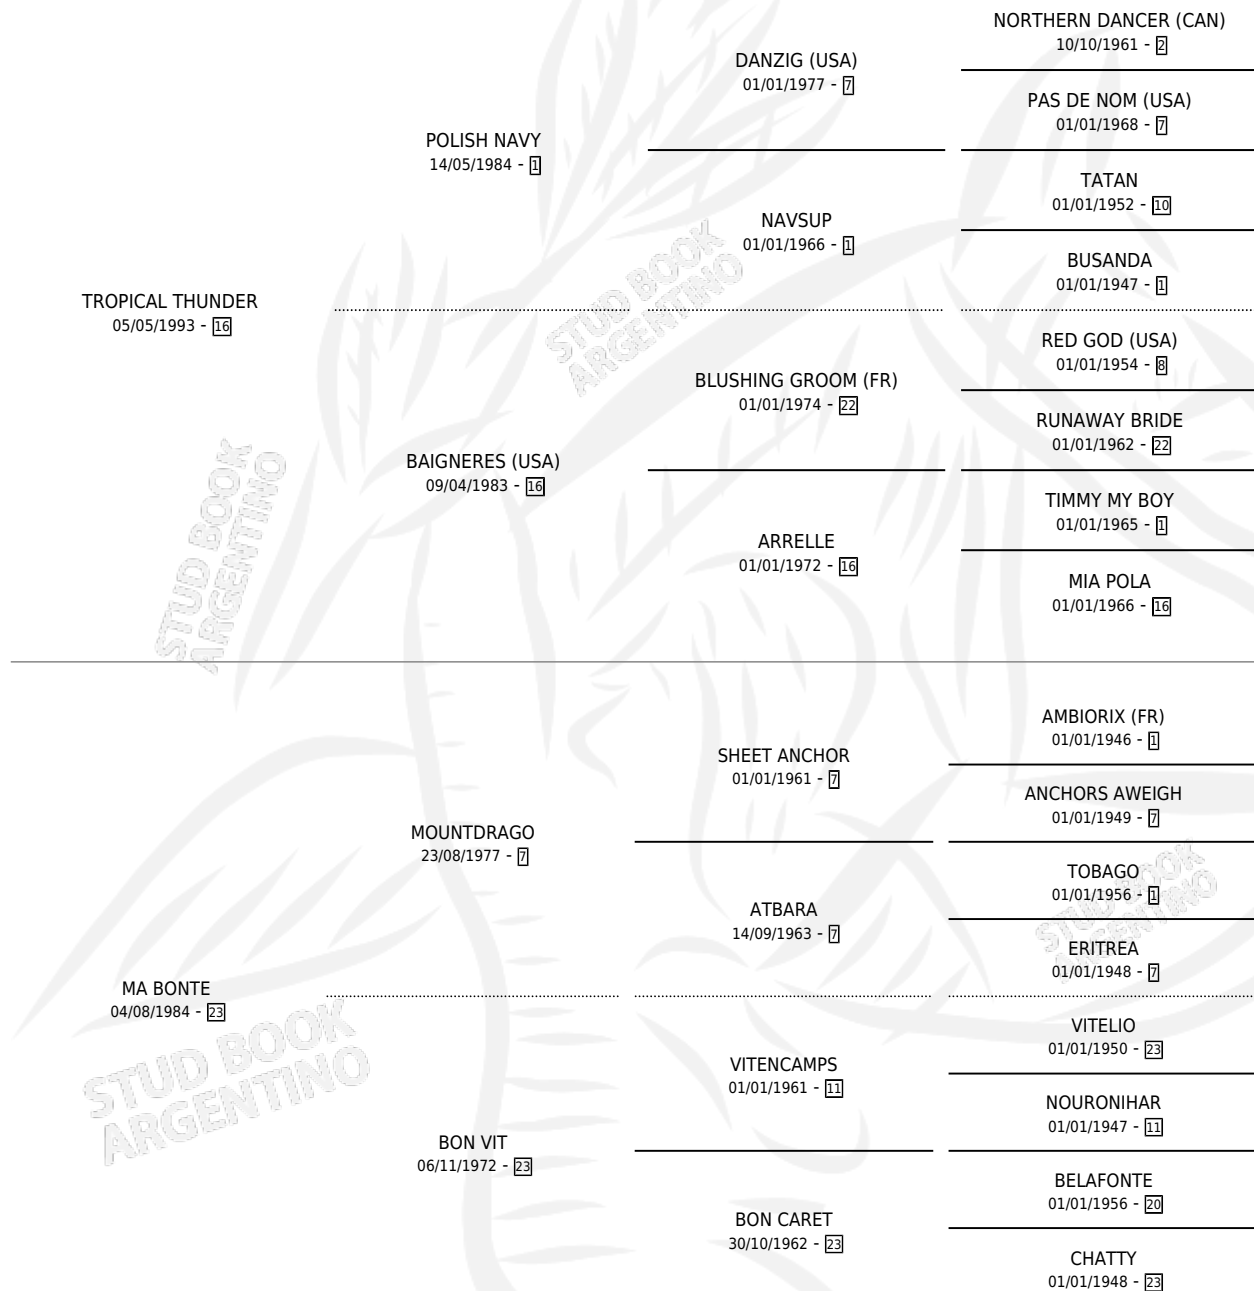 NORTHERN DANCER (CAN)
10/10/1961 - 2
DANZIG (USA)
01/01/1977 - 7
PAS DE NOM (USA)
01/01/1968 - 7
POLISH NAVY
14/05/1984 - 1
TATAN
01/01/1952 - 10
NAVSUP
01/01/1966 - 1
BUSANDA
01/01/1947 - 1
TROPICAL THUNDER
05/05/1993 - 16
RED GOD (USA)
01/01/1954 - 8
BLUSHING GROOM (FR)
01/01/1974 - 22
RUNAWAY BRIDE
01/01/1962 - 22
BAIGNERES (USA)
09/04/1983 - 16
TIMMY MY BOY
01/01/1965 - 1
ARRELLE
01/01/1972 - 16
MIA POLA
01/01/1966 - 16
AMBIORIX (FR)
01/01/1946 - 1
SHEET ANCHOR
01/01/1961 - 7
ANCHORS AWEIGH
01/01/1949 - 7
MOUNTDRAGO
23/08/1977 - 7
TOBAGO
01/01/1956 - 1
ATBARA
14/09/1963 - 7
ERITREA
01/01/1948 - 7
MA BONTE
04/08/1984 - 23
VITELIO
01/01/1950 - 23
VITENCAMPS
01/01/1961 - 11
NOURONIHAR
01/01/1947 - 11
BON VIT
06/11/1972 - 23
BELAFONTE
01/01/1956 - 20
BON CARET
30/10/1962 - 23
CHATTY
01/01/1948 - 23
STUD BOOK
ARGENTINO
STUD BOOK
ARGENTINO
STUD BOOK
ARGENTINO
STUD BOOK
ARGENTINO